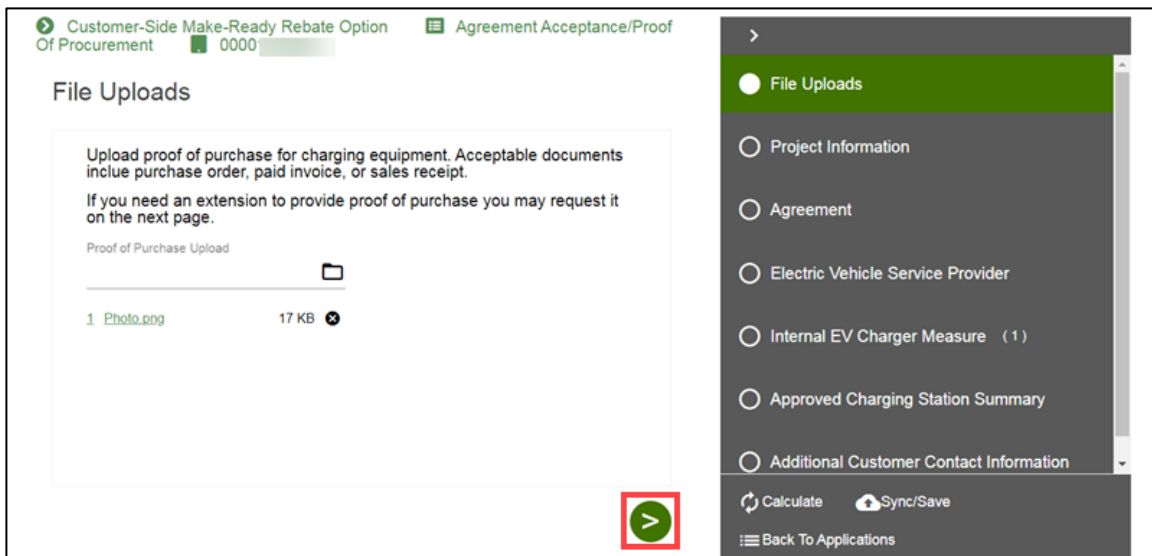 Customer-Side Make-Ready Rebate Option Agreement Acceptance/Proof
Of Procurement 0000
File Uploads
Upload proof of purchase for charging equipment. Acceptable documents
inclue purchase order, paid invoice, or sales receipt.
If you need an extension to provide proof of purchase you may request it
on the next page.
Proof of Purchase Upload
1 Photo.png 17 KB
>
>
File Uploads
Project Information
Agreement
Electric Vehicle Service Provider
Internal EV Charger Measure (1)
Approved Charging Station Summary
Additional Customer Contact Information
Calculate Sync/Save
Back To Applications